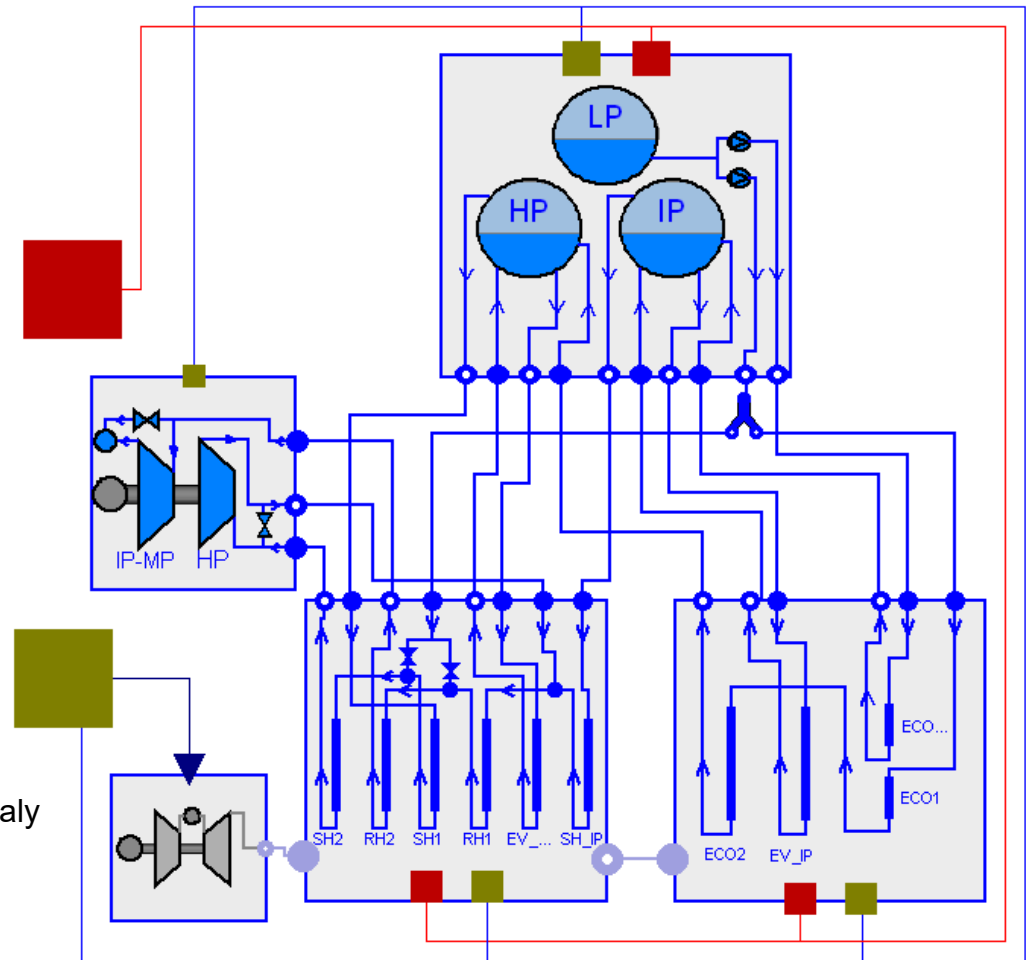 LP
HP
IP
IP-MP
HP
SH2
RH2
SH1
RH1
EV_...
SH_IP
ECO...
ECO1
ECO2
EV_IP
aly